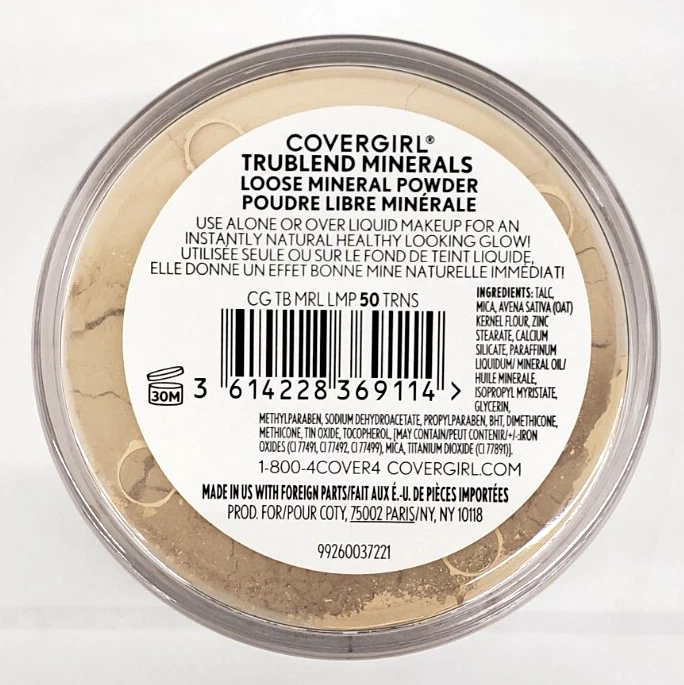 COVERGIRL®
TRUBLEND MINERALS
LOOSE MINERAL POWDER
POUDRE LIBRE MINÉRALE
USE ALONE OR OVER LIQUID MAKEUP FOR AN
INSTANTLY NATURAL HEALTHY LOOKING GLOW!
UTILISÉE SEULE OU SUR LE FOND DE TEINT LIQUIDE,
ELLE DONNE UN EFFET BONNE MINE NATURELLE IMMÉDIAT!
CG TB MRL LMP 50 TRNS
30M
3 614228 369114 >
INGREDIENTS: TALC,
MICA, AVENA SATIVA (OAT)
KERNEL FLOUR, ZINC
STEARATE, CALCIUM
SILICATE, PARAFFINUM
LIQUIDUM/ MINERAL OIL/
HUILE MINERALE,
ISOPROPYL MYRISTATE,
GLYCERIN,
METHYLPARABEN, SODIUM DEHYDROACETATE, PROPYLPARABEN, BHT, DIMETHICONE,
METHICONE, TIN OXIDE, TOCOPHEROL, [MAY CONTAIN/PEUT CONTENIR/+/-:IRON
OXIDES (CI 77491, CI 77492, CI 77499), MICA, TITANIUM DIOXIDE (CI 77891)].
1-800-4COVER4 COVERGIRL.COM
MADE IN US WITH FOREIGN PARTS/FAIT AUX É.-U. DE PIÈCES IMPORTÉES
PROD. FOR/POUR COTY, 75002 PARIS/NY, NY 10118
99260037221